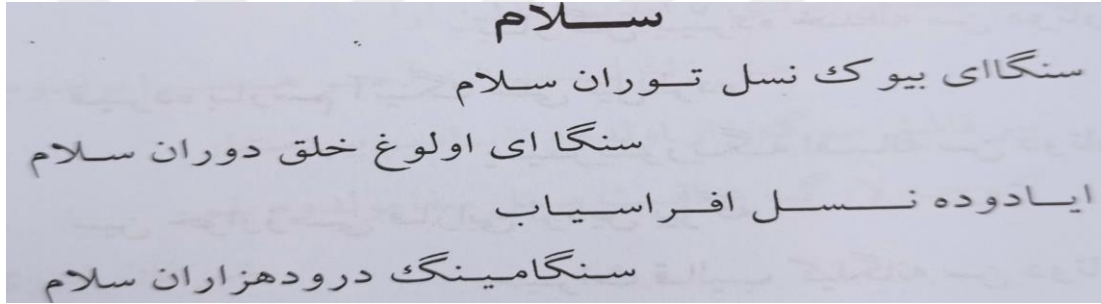 سلام
سنگاای بیوک نسل توران سلام
سنگا ای اولوغ خلق دوران سلام
ایادوده نسل افراسیاب
سنگامینگ درودهزاران سلام